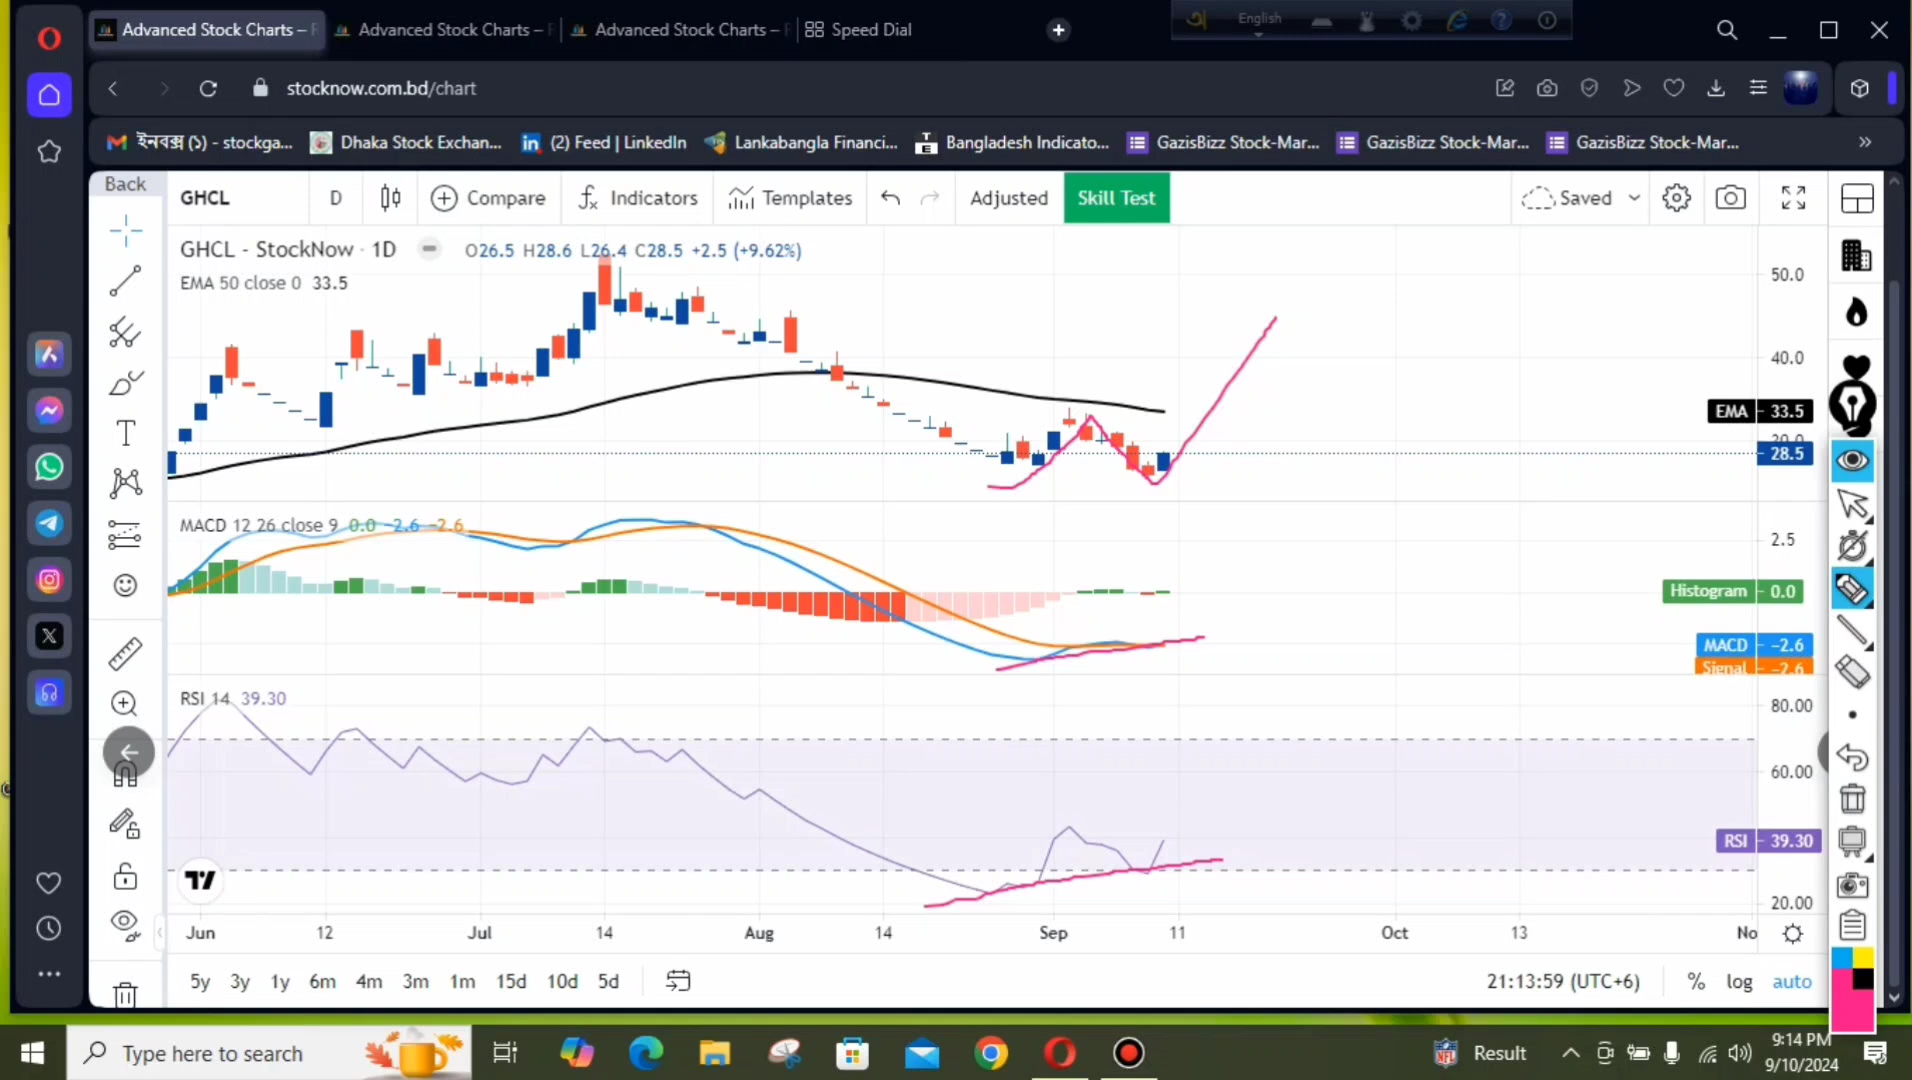 Advanced Stock Charts –
Advanced Stock Charts –
Advanced Stock Charts –
Speed Dial
English
stocknow.com.bd/chart
ইনবক্স (১) - stockga...
Dhaka Stock Exchan...
(2) Feed | LinkedIn
Lankabangla Financi...
Bangladesh Indicato...
GazisBizz Stock-Mar...
GazisBizz Stock-Mar...
GazisBizz Stock-Mar...
Back
GHCL
D
Compare
Indicators
Templates
Adjusted
Skill Test
Saved
GHCL - StockNow · 1D
O26.5 H28.6 L26.4 C28.5 +2.5 (+9.62%)
EMA 50 close 0 33.5
50.0
40.0
EMA 33.5
28.5
MACD 12 26 close 9 0.0 −2.6 −2.6
2.5
Histogram 0.0
MACD −2.6
Signal −2.6
RSI 14 39.30
80.00
60.00
RSI 39.30
20.00
Jun 12 Jul 14 Aug 14 Sep 11 Oct 13 No
5y 3y 1y 6m 4m 3m 1m 15d 10d 5d
21:13:59 (UTC+6)
% log auto
Type here to search
Result
9:14 PM
9/10/2024